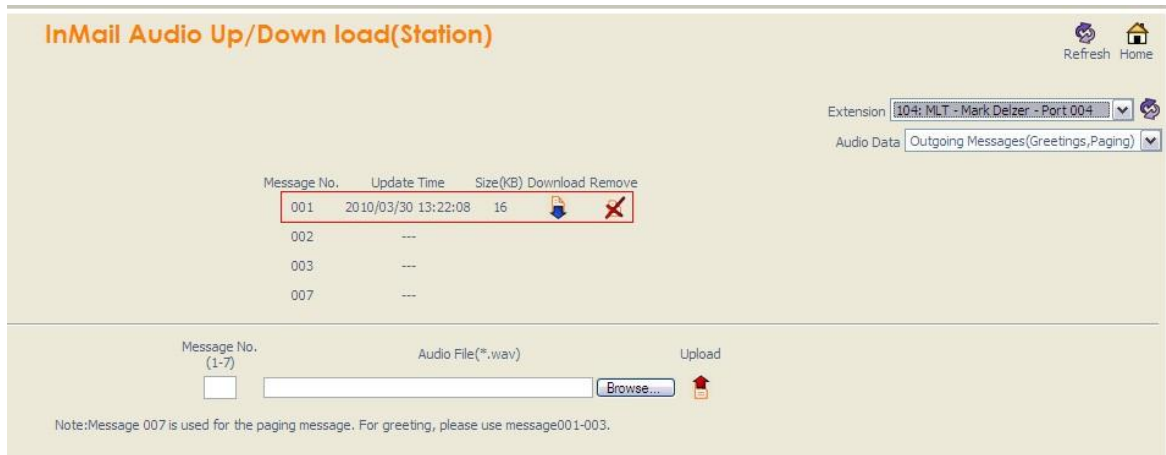 InMail Audio Up/Down load(Station)
Refresh Home
Extension 104: MLT - Mark Delzer - Port 004
Audio Data Outgoing Messages(Greetings,Paging)
Message No. Update Time Size(KB) Download Remove
001 2010/03/30 13:22:08 16
002 ---
003 ---
007 ---
Message No.
(1-7)
Audio File(*.wav)
Upload
Browse...
Note:Message 007 is used for the paging message. For greeting, please use message001-003.